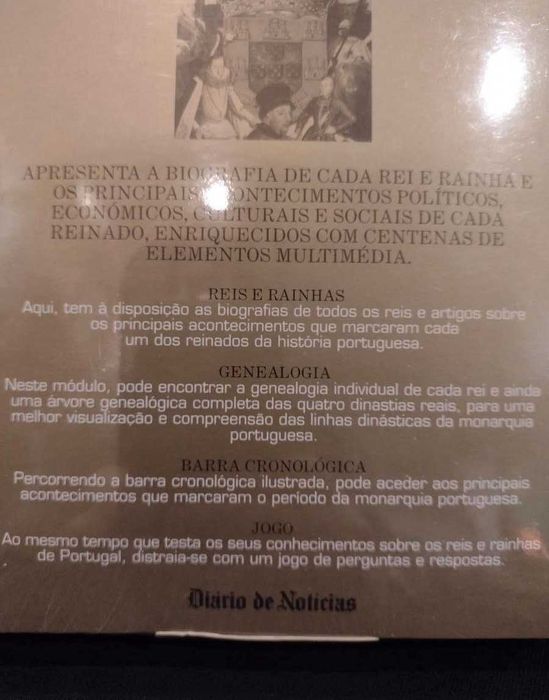 APRESENTA A BIOGRAFIA DE CADA REI E RAINHA E
OS PRINCIPAIS ACONTECIMENTOS POLÍTICOS,
ECONÓMICOS, CULTURAIS E SOCIAIS DE CADA
REINADO, ENRIQUECIDOS COM CENTENAS DE
ELEMENTOS MULTIMÉDIA.
REIS E RAINHAS
Aqui, tem à disposição as biografias de todos os reis e artigos sobre
os principais acontecimentos que marcaram cada
um dos reinados da história portuguesa.
GENEALOGIA
Neste módulo, pode encontrar a genealogia individual de cada rei e ainda
uma árvore genealógica completa das quatro dinastias reais, para uma
melhor visualização e compreensão das linhas dinásticas da monarquia
portuguesa.
BARRA CRONOLÓGICA
Percorrendo a barra cronológica ilustrada, pode aceder aos principais
acontecimentos que marcaram o período da monarquia portuguesa.
JOGO
Ao mesmo tempo que testa os seus conhecimentos sobre os reis e rainhas
de Portugal, distraia-se com um jogo de perguntas e respostas.
Diário de Notícias